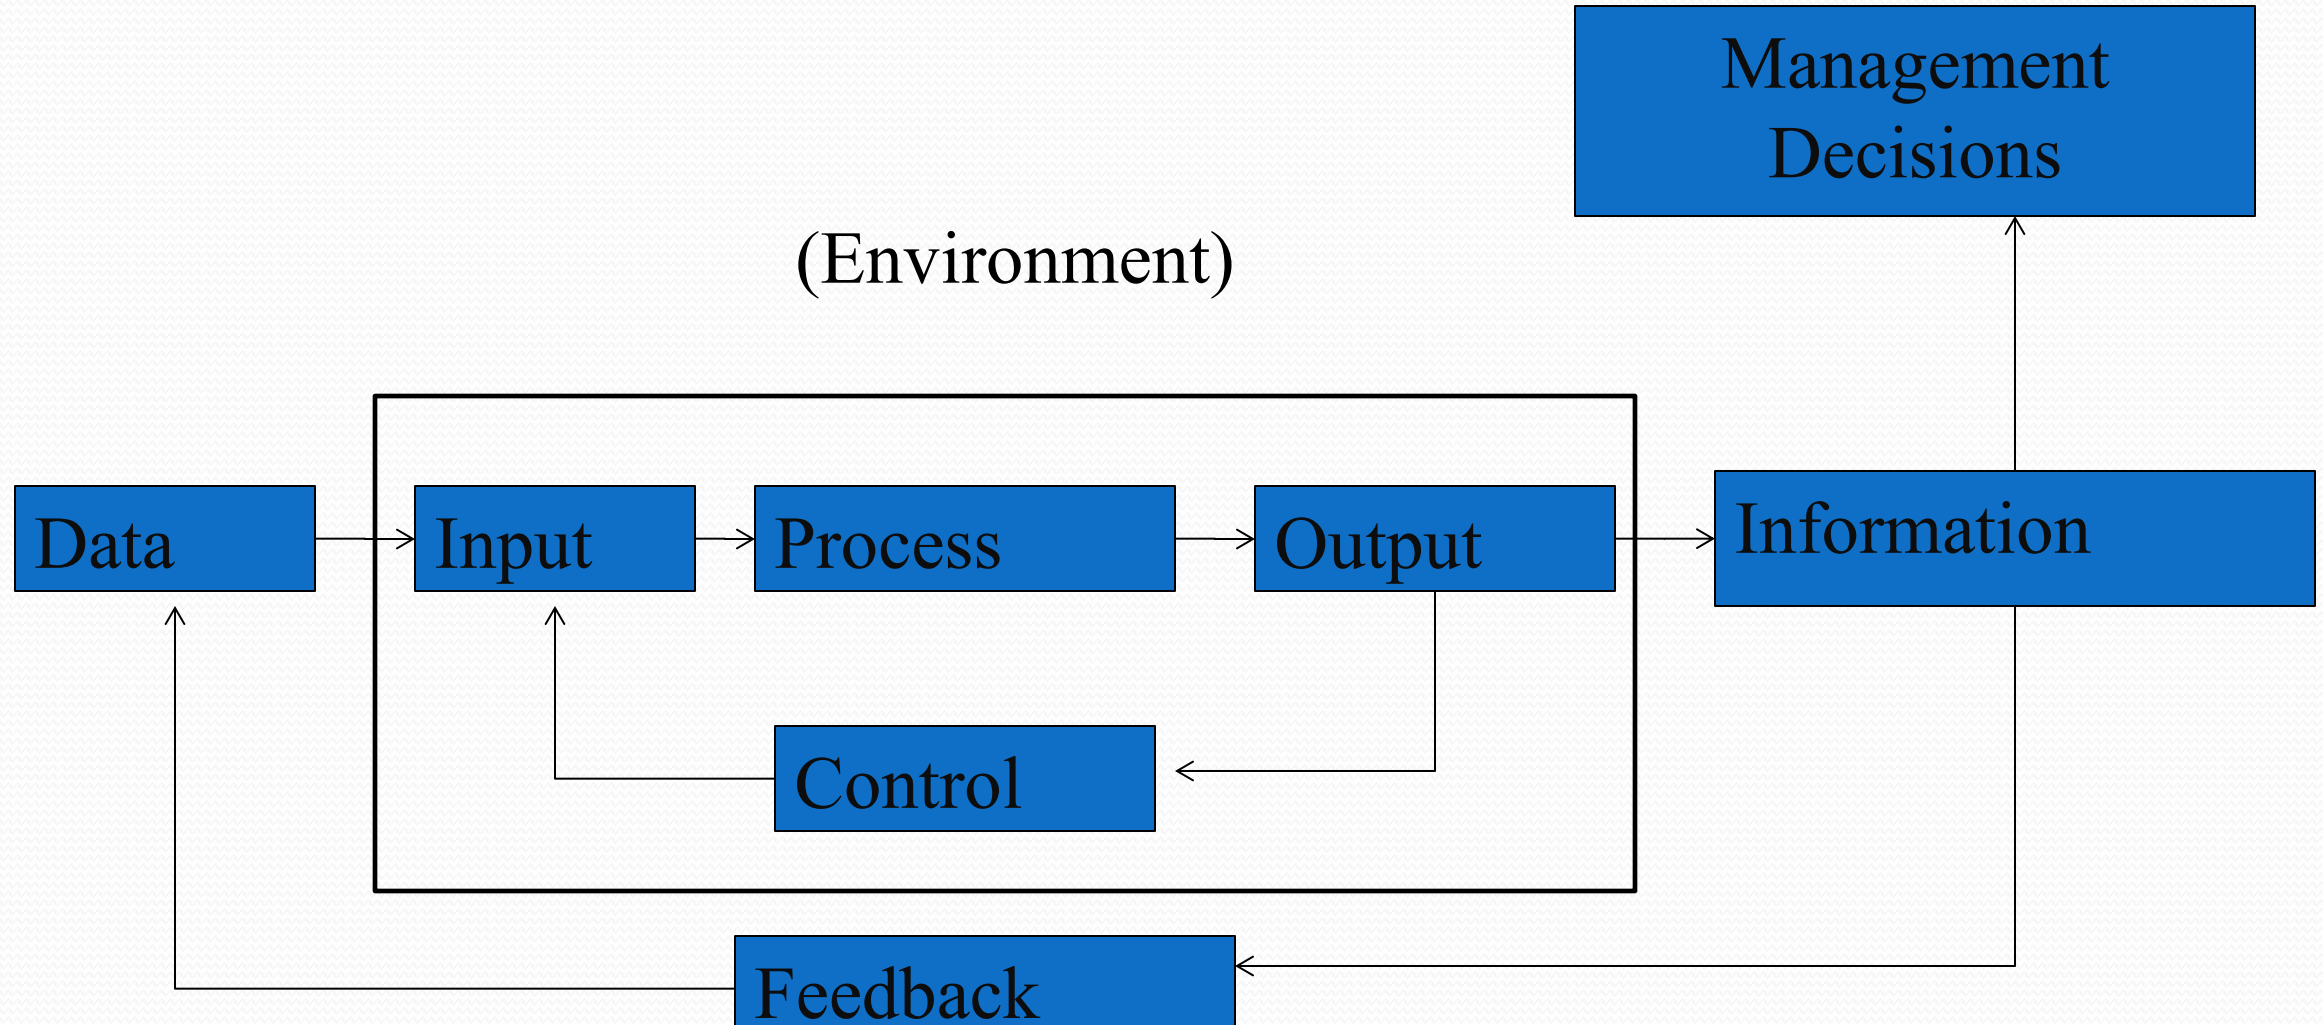 Management
Decisions
(Environment)
Data
Input
Process
Output
Information
Control
Feedback